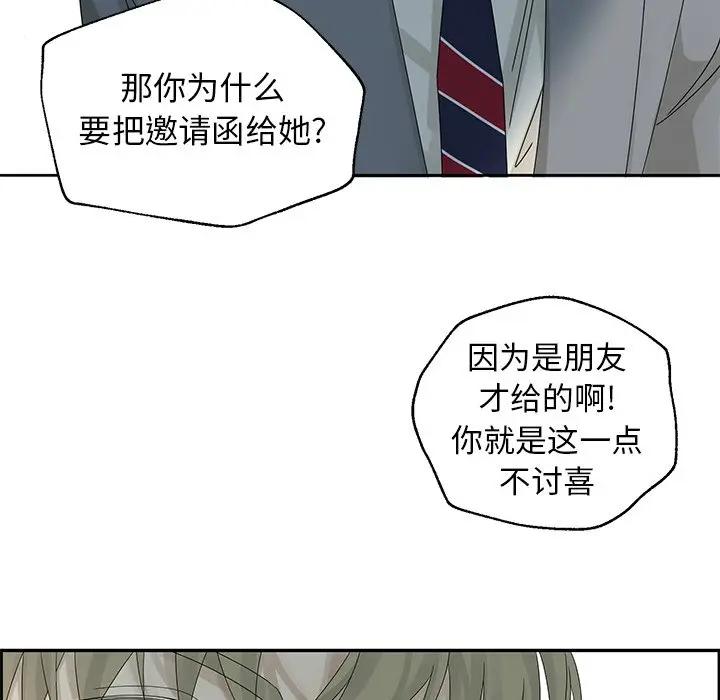 那你为什么
要把邀请函给她?
因为是朋友
才给的啊!
你就是这一点
不讨喜